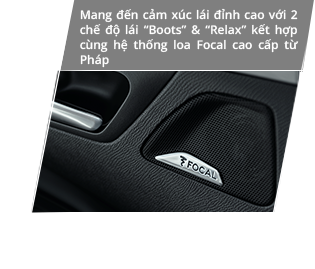 Mang đến cảm xúc lái đỉnh cao với 2
chế độ lái “Boots” & “Relax” kết hợp
cùng hệ thống loa Focal cao cấp từ
Pháp
FOCAL